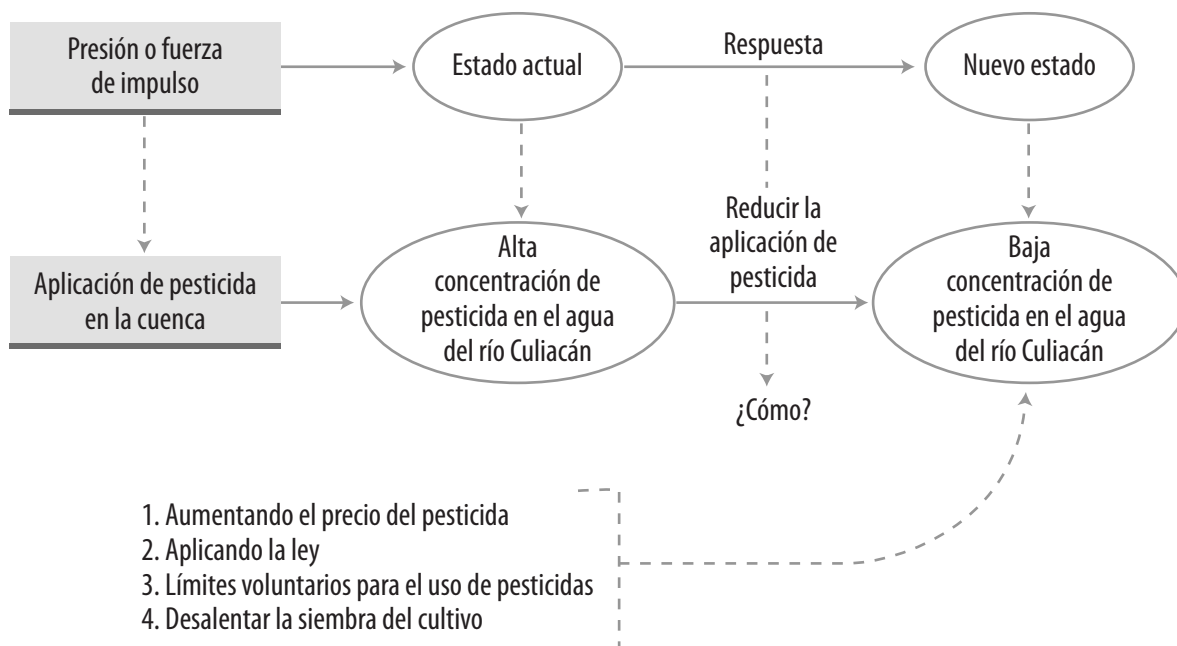 Presión o fuerza
de impulso
Estado actual
Respuesta
Nuevo estado
Aplicación de pesticida
en la cuenca
Alta
concentración de
pesticida en el agua
del río Culiacán
Reducir la
aplicación de
pesticida
¿Cómo?
Baja
concentración de
pesticida en el agua
del río Culiacán
1. Aumentando el precio del pesticida
2. Aplicando la ley
3. Límites voluntarios para el uso de pesticidas
4. Desalentar la siembra del cultivo